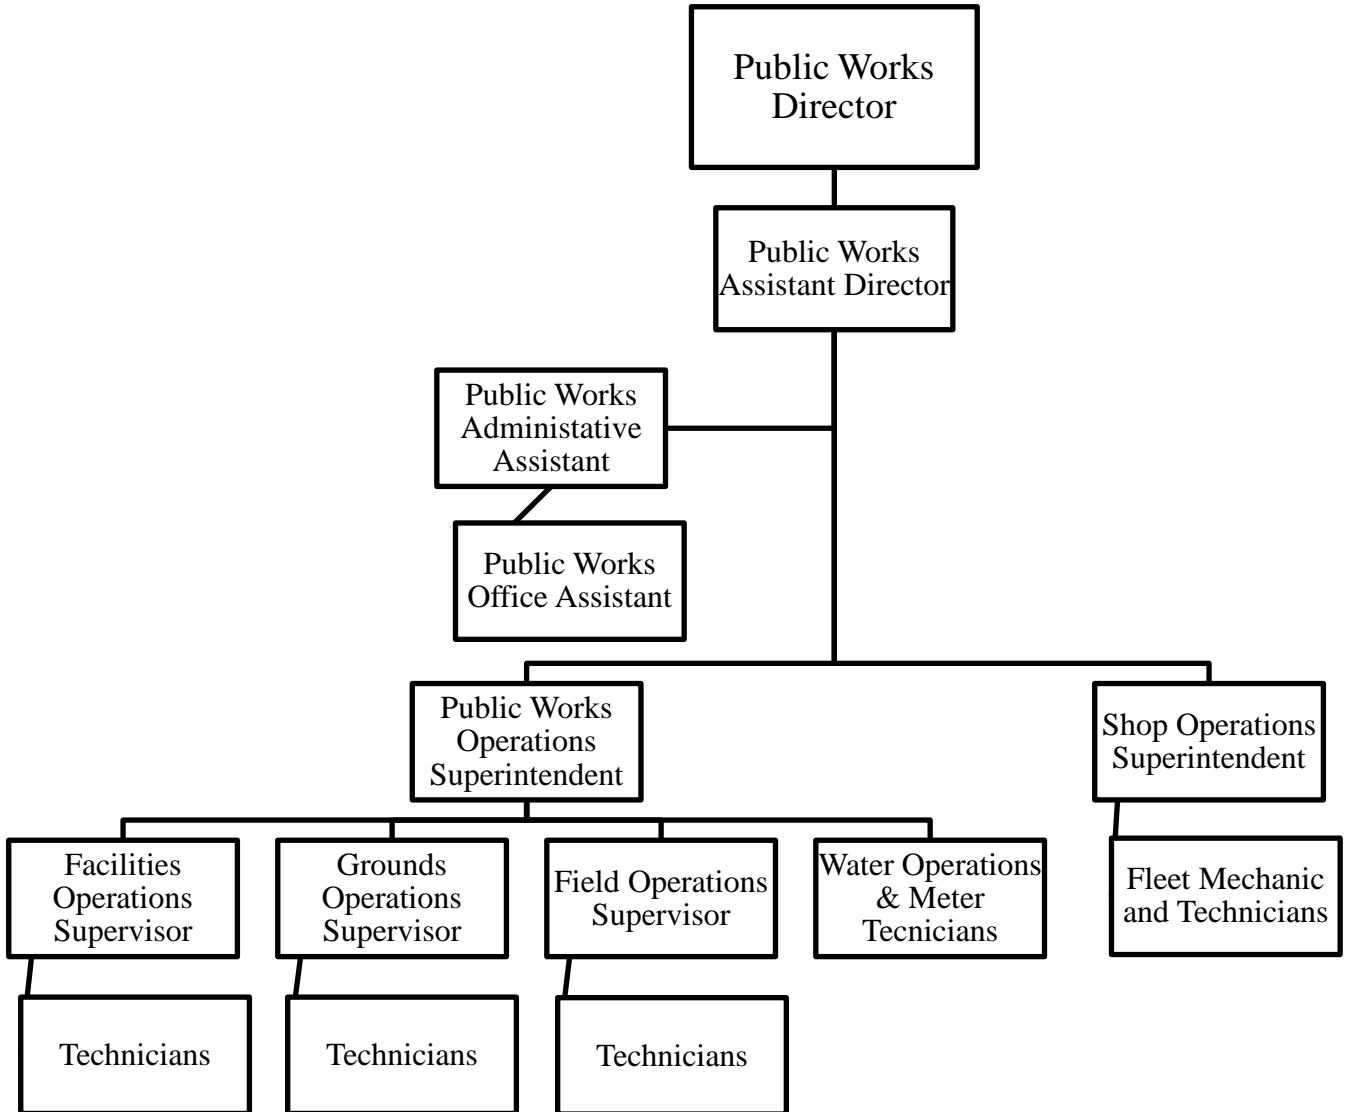 Public Works
Director
Public Works
Assistant Director
Public Works
Administative
Assistant
Public Works
Office Assistant
Public Works
Operations
Superintendent
Shop Operations
Superintendent
Facilities
Operations
Supervisor
Grounds
Operations
Supervisor
Field Operations
Supervisor
Water Operations
& Meter
Tecnicians
Fleet Mechanic
and Technicians
Technicians
Technicians
Technicians